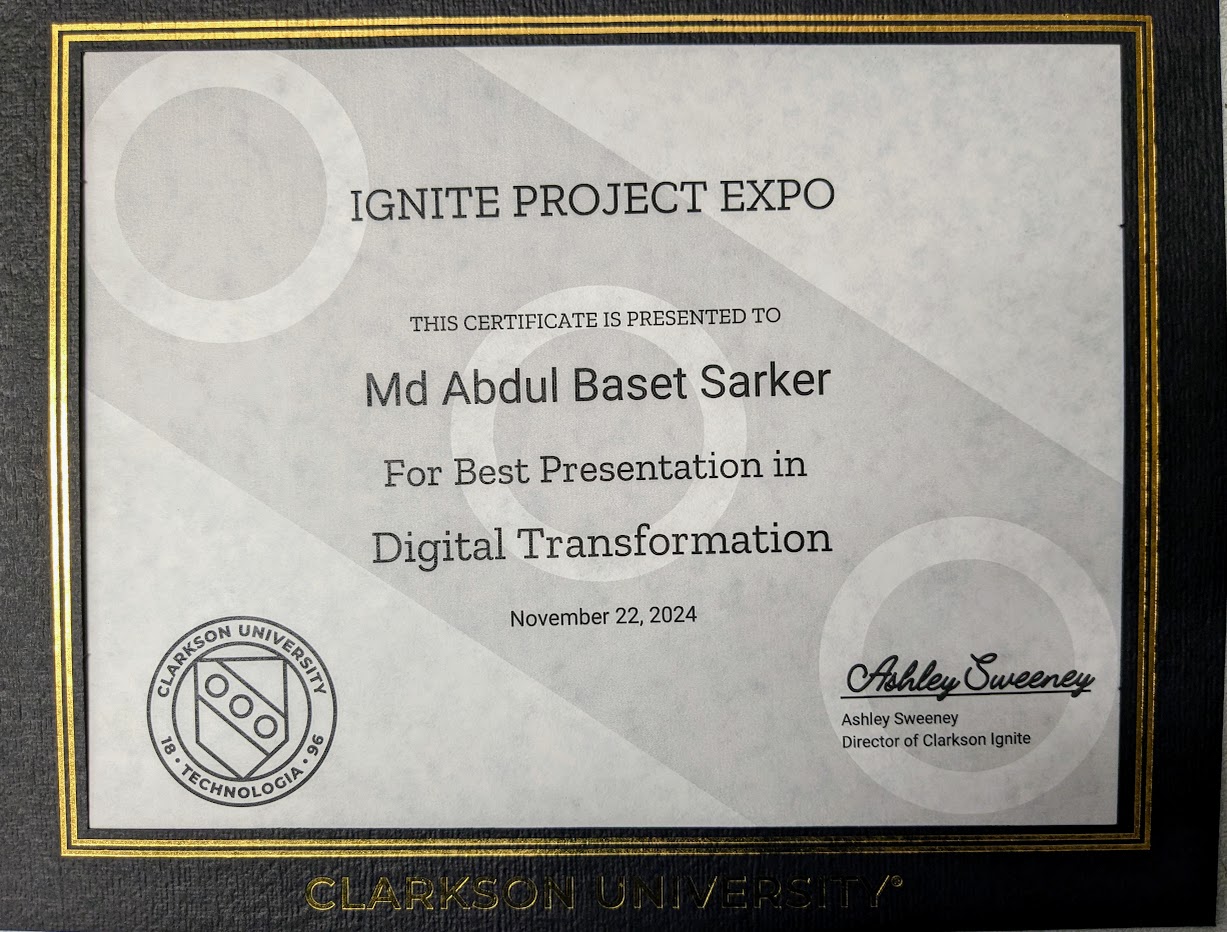 IGNITE PROJECT EXPO
THIS CERTIFICATE IS PRESENTED TO
Md Abdul Baset Sarker
For Best Presentation in
Digital Transformation
November 22, 2024
CLARKSON UNIVERSITY
18 • TECHNOLOGIA • 96
Ashley Sweeney
Ashley Sweeney
Director of Clarkson Ignite
CLARKSON UNIVERSITY®